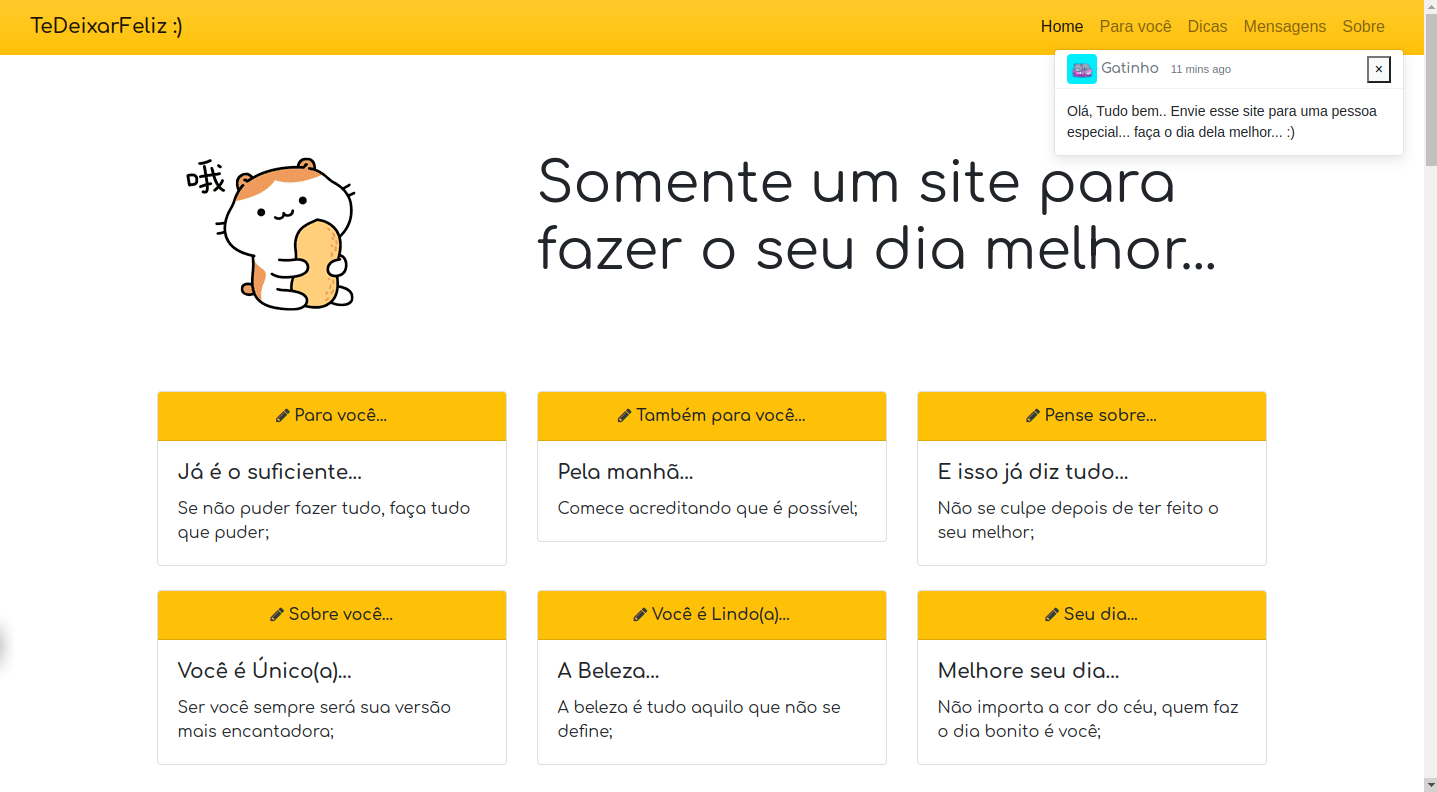 TeDeixarFeliz :)
Home Para você Dicas Mensagens Sobre
Gatinho 11 mins ago ×
Olá, Tudo bem.. Envie esse site para uma pessoa
especial... faça o dia dela melhor... :)
哦
Somente um site para
fazer o seu dia melhor...
Para você...
Já é o suficiente...
Se não puder fazer tudo, faça tudo
que puder;
Também para você...
Pela manhã...
Comece acreditando que é possível;
Pense sobre...
E isso já diz tudo...
Não se culpe depois de ter feito o
seu melhor;
Sobre você...
Você é Único(a)...
Ser você sempre será sua versão
mais encantadora;
Você é Lindo(a)...
A Beleza...
A beleza é tudo aquilo que não se
define;
Seu dia...
Melhore seu dia...
Não importa a cor do céu, quem faz
o dia bonito é você;